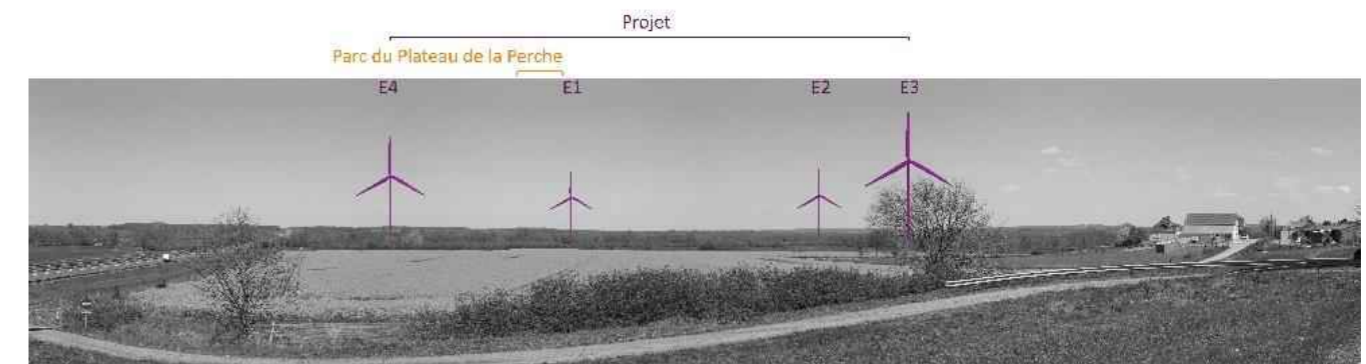 Projet
Parc du Plateau de la Perche
E4 E1 E2 E3